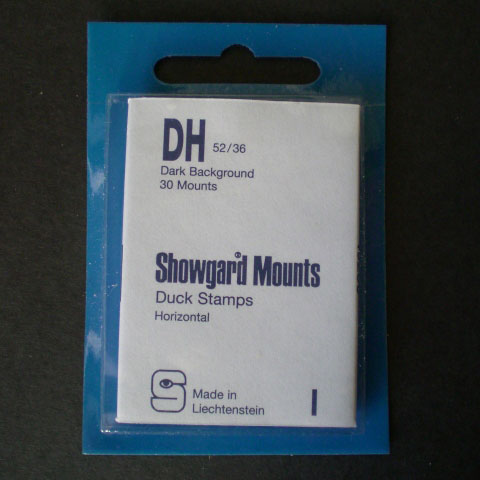 DH 52/36
Dark Background
30 Mounts
Showgard® Mounts
Duck Stamps
Horizontal
S
Made in
Liechtenstein
I